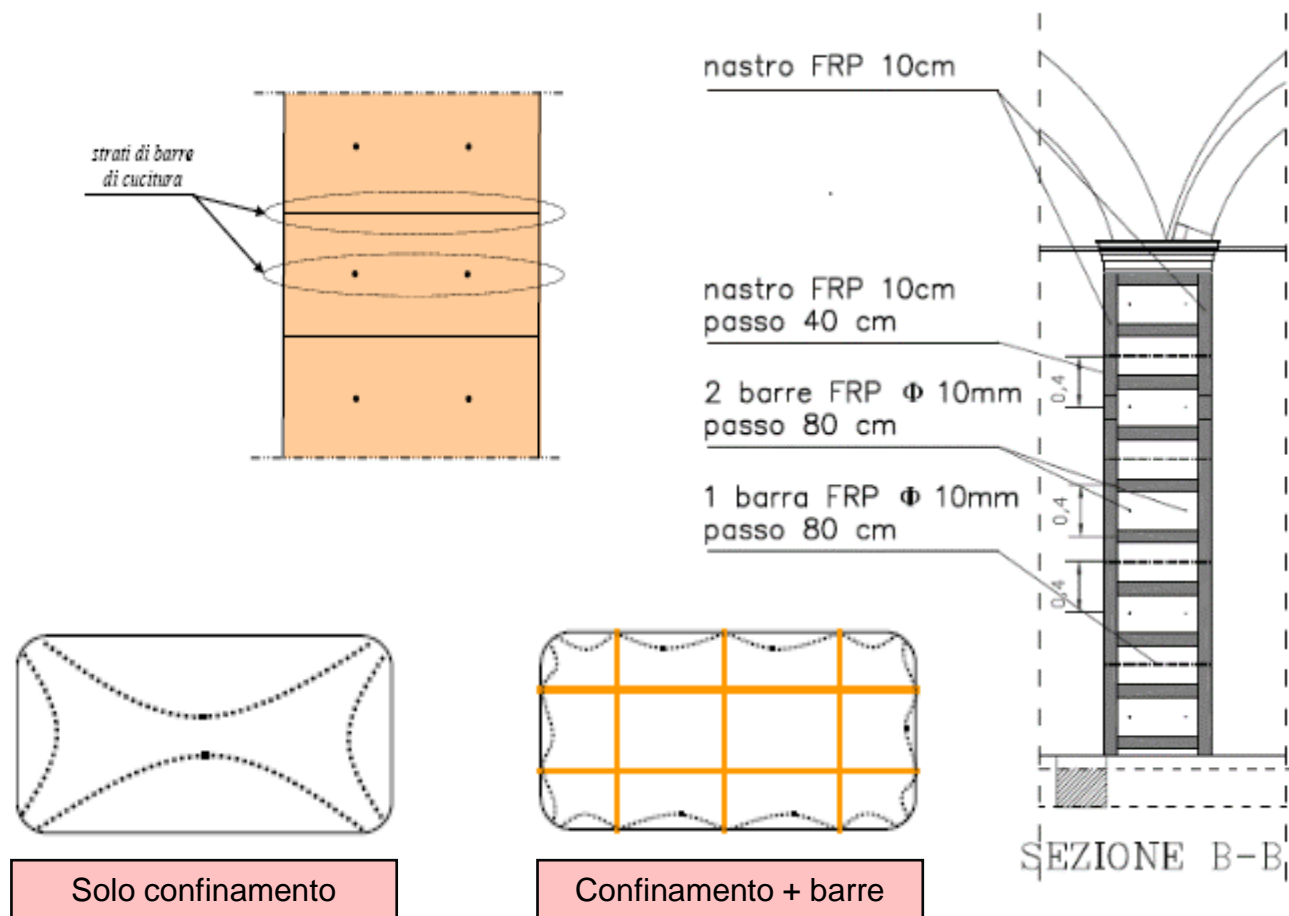 nastro FRP 10cm
strati di barre
di cucitura
nastro FRP 10cm
passo 40 cm
2 barre FRP Φ 10mm
passo 80 cm
1 barra FRP Φ 10mm
passo 80 cm
0,4
0,4
0,4
SEZIONE B-B
Solo confinamento
Confinamento + barre